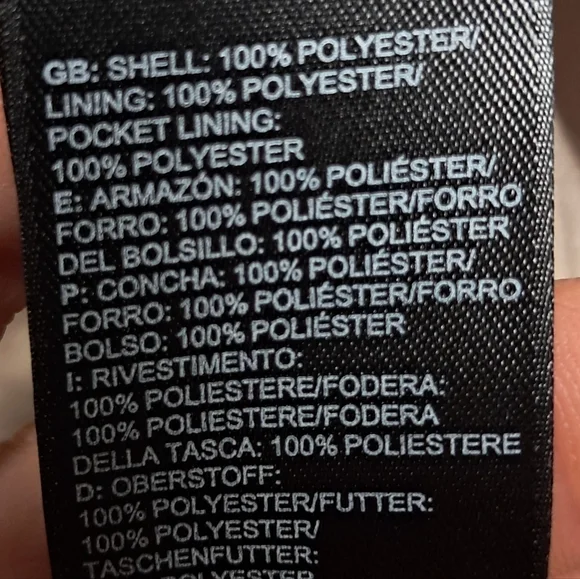 GB: SHELL: 100% POLYESTER/
LINING: 100% POLYESTER/
POCKET LINING:
100% POLYESTER
E: ARMAZÓN: 100% POLIÉSTER/
FORRO: 100% POLIÉSTER/FORRO
DEL BOLSILLO: 100% POLIÉSTER
P: CONCHA: 100% POLIÉSTER/
FORRO: 100% POLIÉSTER/FORRO
BOLSO: 100% POLIÉSTER
I: RIVESTIMENTO:
100% POLIESTERE/FODERA:
100% POLIESTERE/FODERA
DELLA TASCA: 100% POLIESTERE
D: OBERSTOFF:
100% POLYESTER/FUTTER:
100% POLYESTER/
TASCHENFUTTER:
POLYESTER